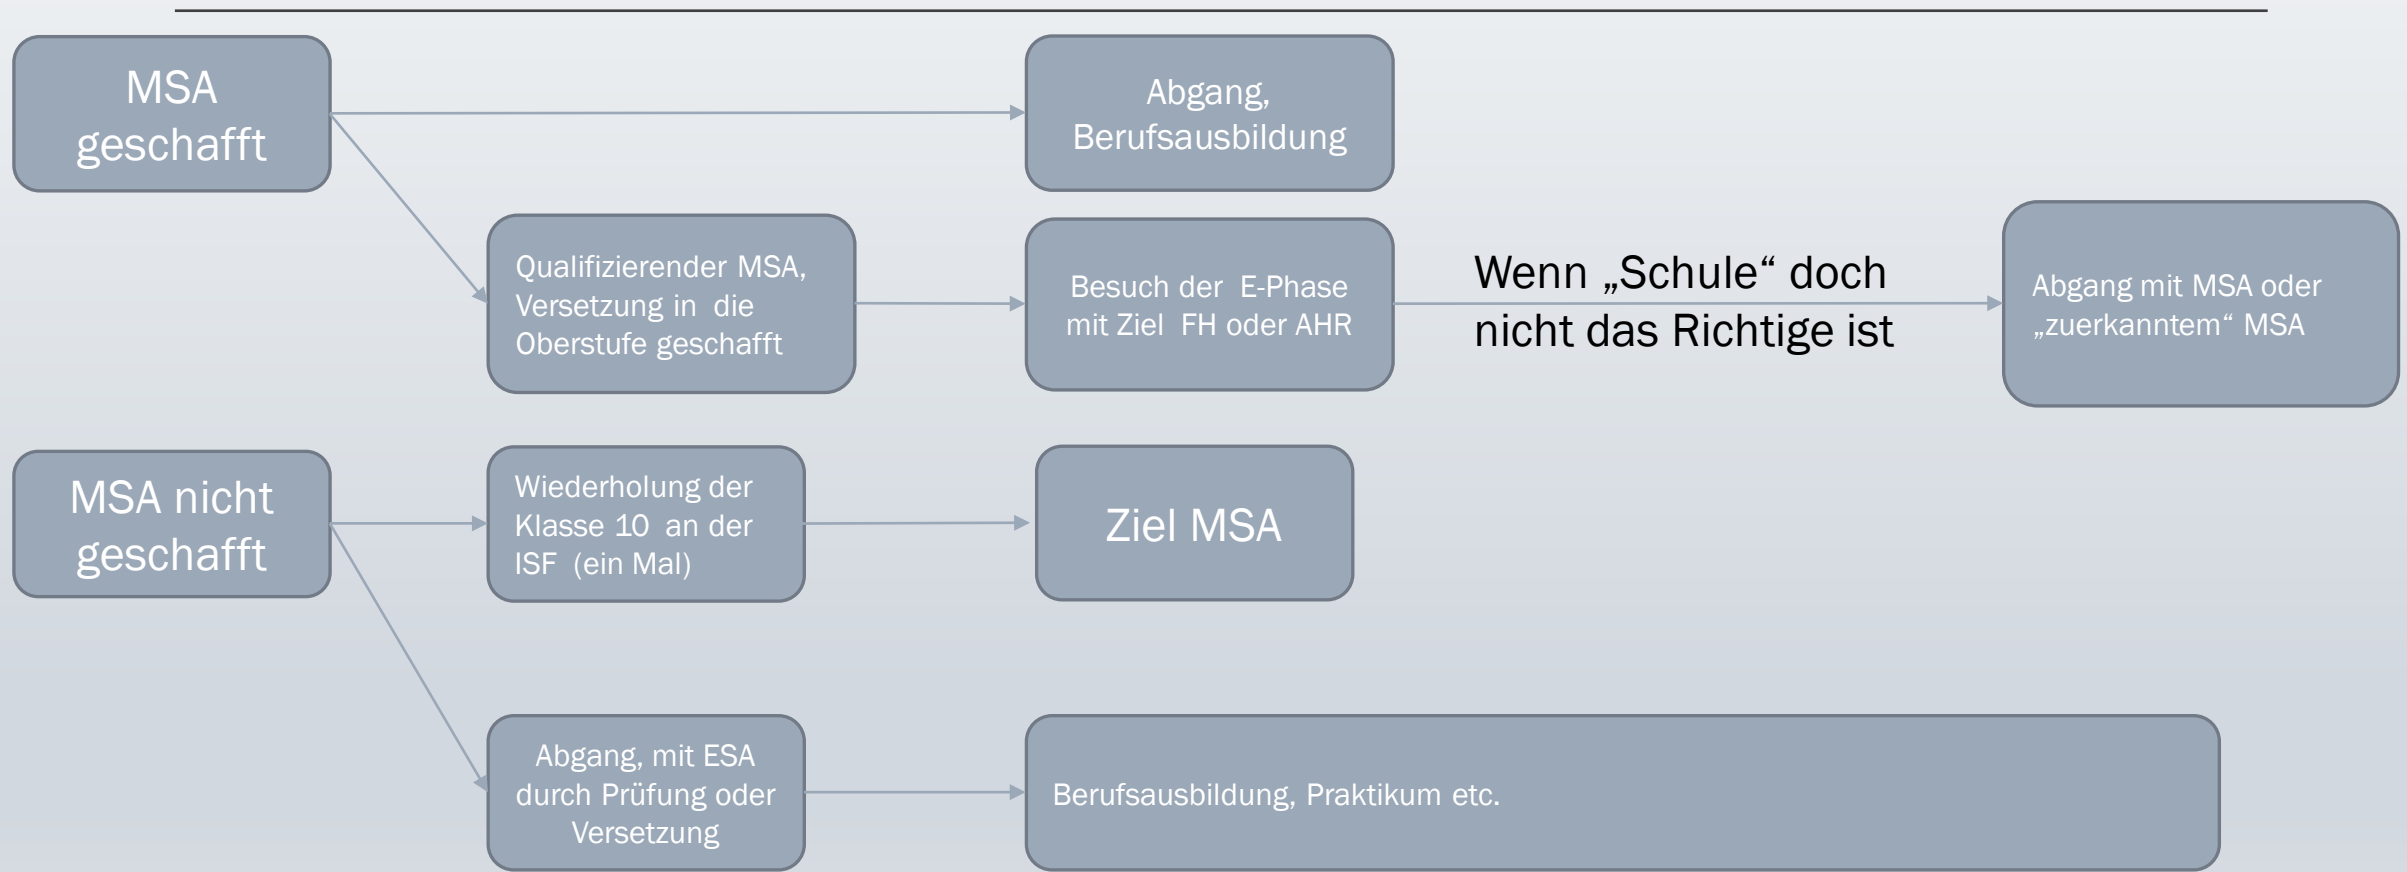 MSA
geschafft
Abgang,
Berufsausbildung
Qualifizierender MSA,
Versetzung in die
Oberstufe geschafft
Besuch der E-Phase
mit Ziel FH oder AHR
Wenn „Schule“ doch
nicht das Richtige ist
Abgang mit MSA oder
„zuerkanntem“ MSA
MSA nicht
geschafft
Wiederholung der
Klasse 10 an der
ISF (ein Mal)
Ziel MSA
Abgang, mit ESA
durch Prüfung oder
Versetzung
Berufsausbildung, Praktikum etc.